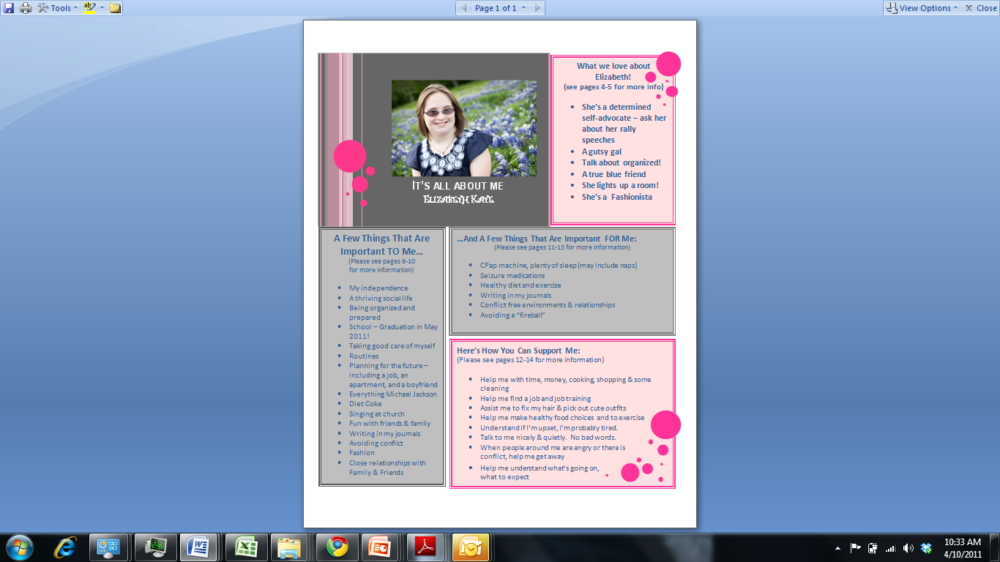 Tools
Page 1 of 1
View Options
Close
IT'S ALL ABOUT ME
ELIZABETH KATE
What we love about
Elizabeth!
(see pages 4-5 for more info)
• She's a determined
self-advocate – ask her
about her rally
speeches
• A gutsy gal
• Talk about organized!
• A true blue friend
• She lights up a room!
• She's a Fashionista
A Few Things That Are
Important TO Me…
(Please see pages 6-10
for more information)
• My independence
• A thriving social life
• Being organized and
prepared
• School – Graduation in May
2011!
• Taking good care of myself
• Routines
• Planning for the future –
including a job, an
apartment, and a boyfriend
• Everything Michael Jackson
• Diet Coke
• Singing at church
• Fun with friends & family
• Writing in my journals
• Avoiding conflict
• Fashion
• Close relationships with
Family & Friends
…And A Few Things That Are Important FOR Me:
(Please see pages 11-13 for more information)
• CPap machine, plenty of sleep (may include naps)
• Seizure medications
• Healthy diet and exercise
• Writing in my journals
• Conflict free environments & relationships
• Avoiding a "fireball"
Here's How You Can Support Me:
(Please see pages 12-14 for more information)
• Help me with time, money, cooking, shopping & some
cleaning
• Help me find a job and job training
• Assist me to fix my hair & pick out cute outfits
• Help me make healthy food choices and to exercise
• Understand if I'm upset, I'm probably tired.
• Talk to me nicely & quietly. No bad words.
• When people around me are angry or there is
conflict, help me get away
• Help me understand what's going on,
what to expect
10:33 AM
4/10/2011